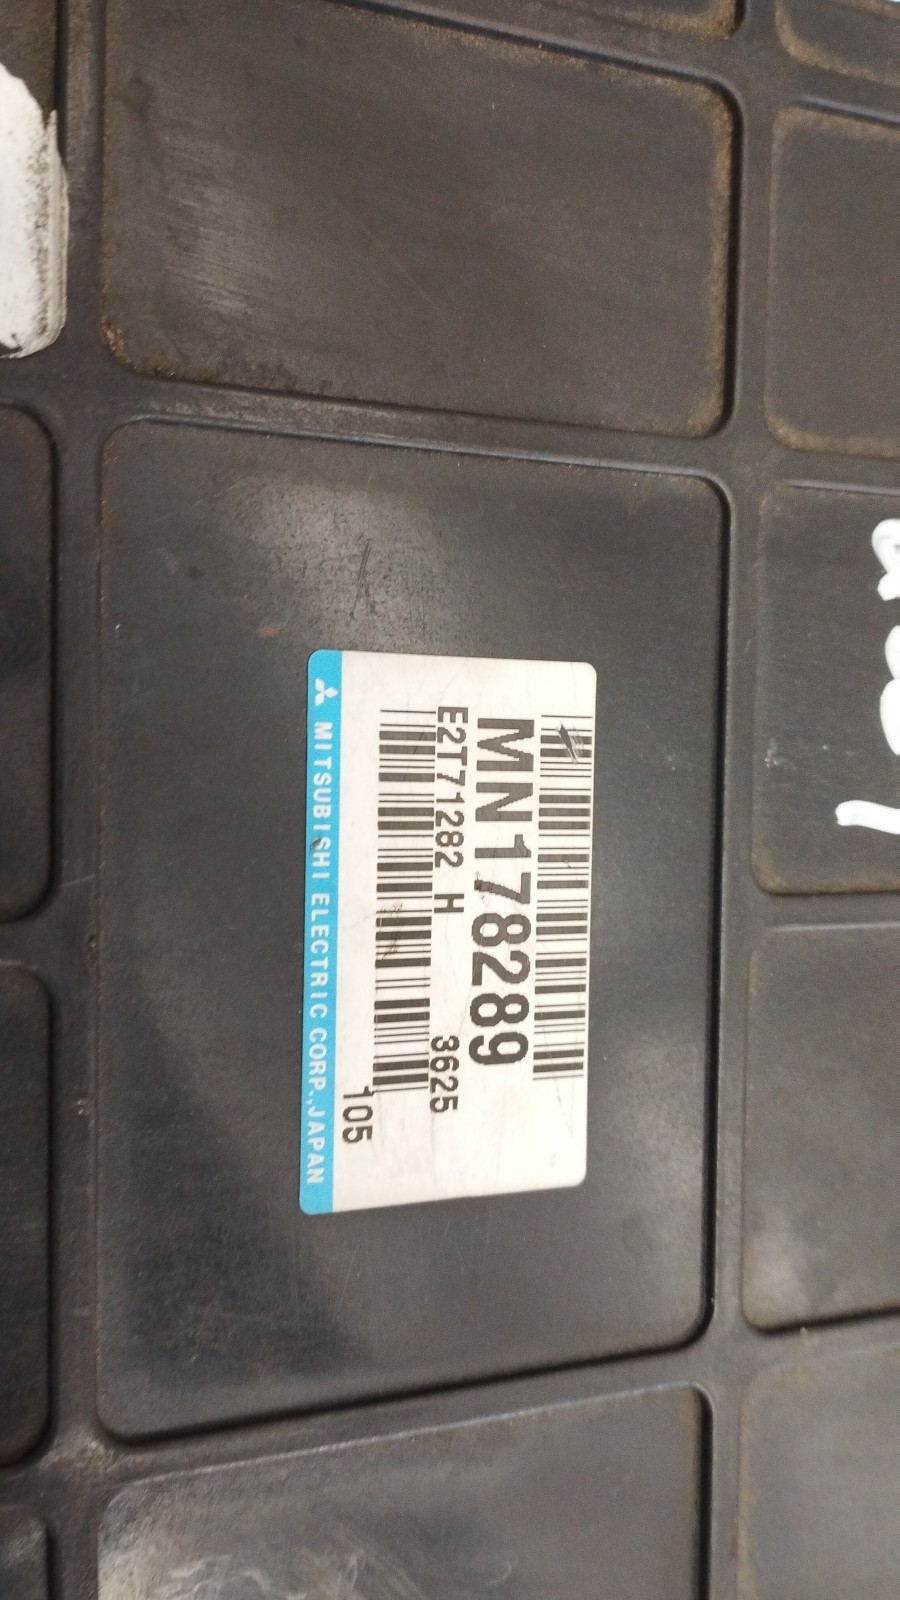 MN178289
E2T71282 H 3625
105
MITSUBISHI ELECTRIC CORP., JAPAN